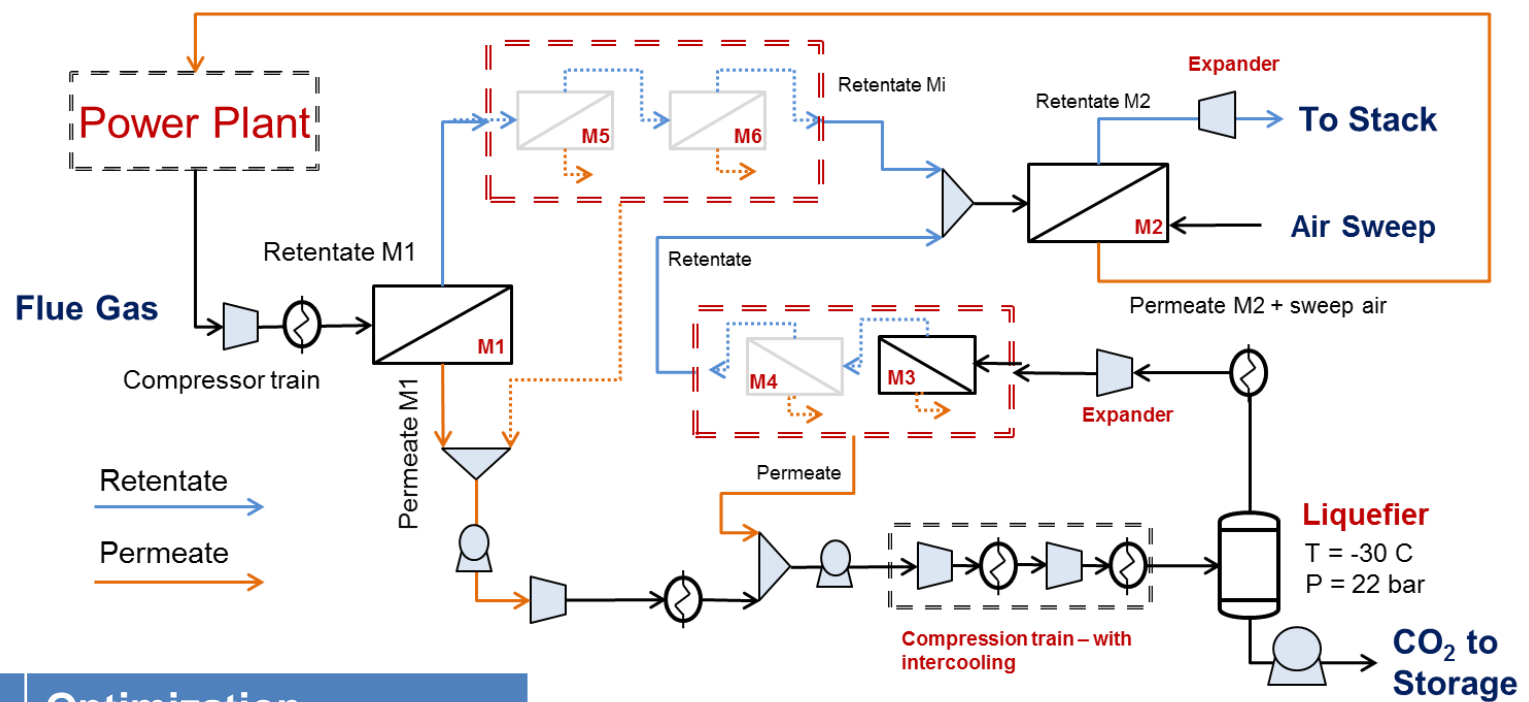 Power Plant
M5
M6
Retentate Mi
Expander
Retentate M2
To Stack
M2
Air Sweep
Retentate M1
Flue Gas
M1
Compressor train
Retentate
Permeate M2 + sweep air
M4
M3
Expander
Permeate M1
Permeate
Retentate
Permeate
Liquefier
T = -30 C
P = 22 bar
Compression train – with
intercooling
CO2 to
Storage
Optimization